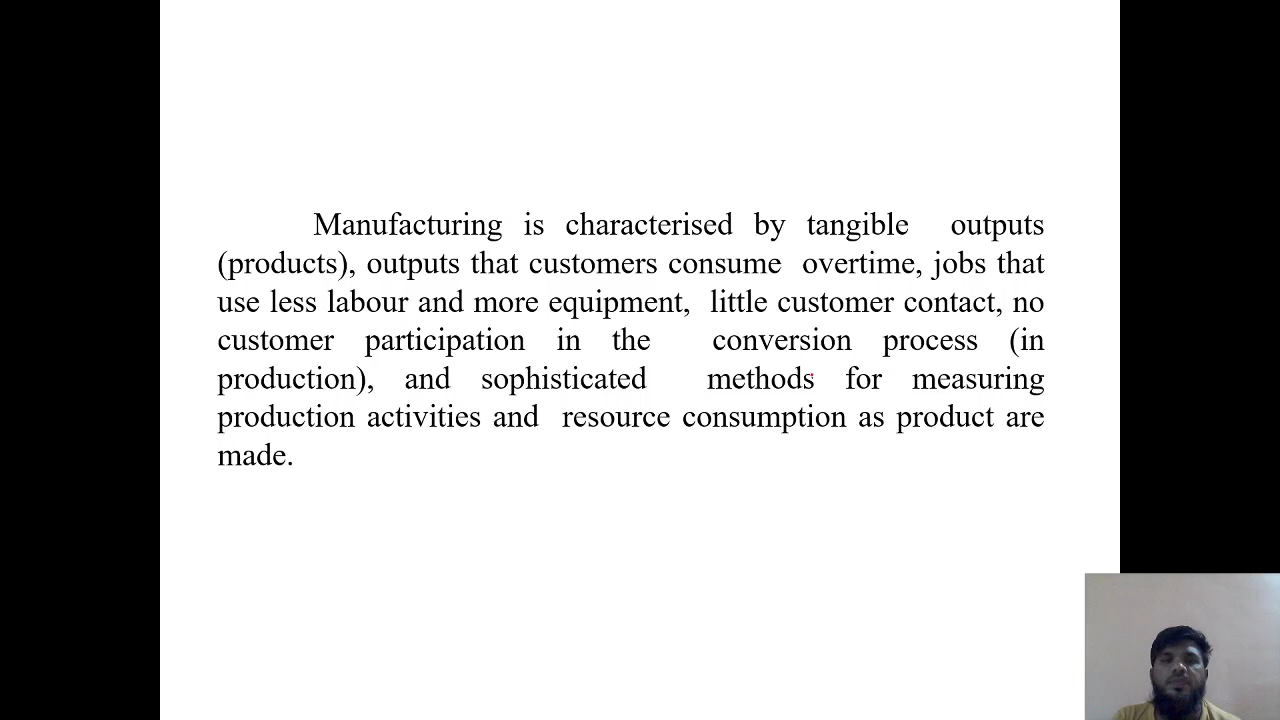 Manufacturing is characterised by tangible outputs
(products), outputs that customers consume overtime, jobs that
use less labour and more equipment, little customer contact, no
customer participation in the conversion process (in
production), and sophisticated methods for measuring
production activities and resource consumption as product are
made.